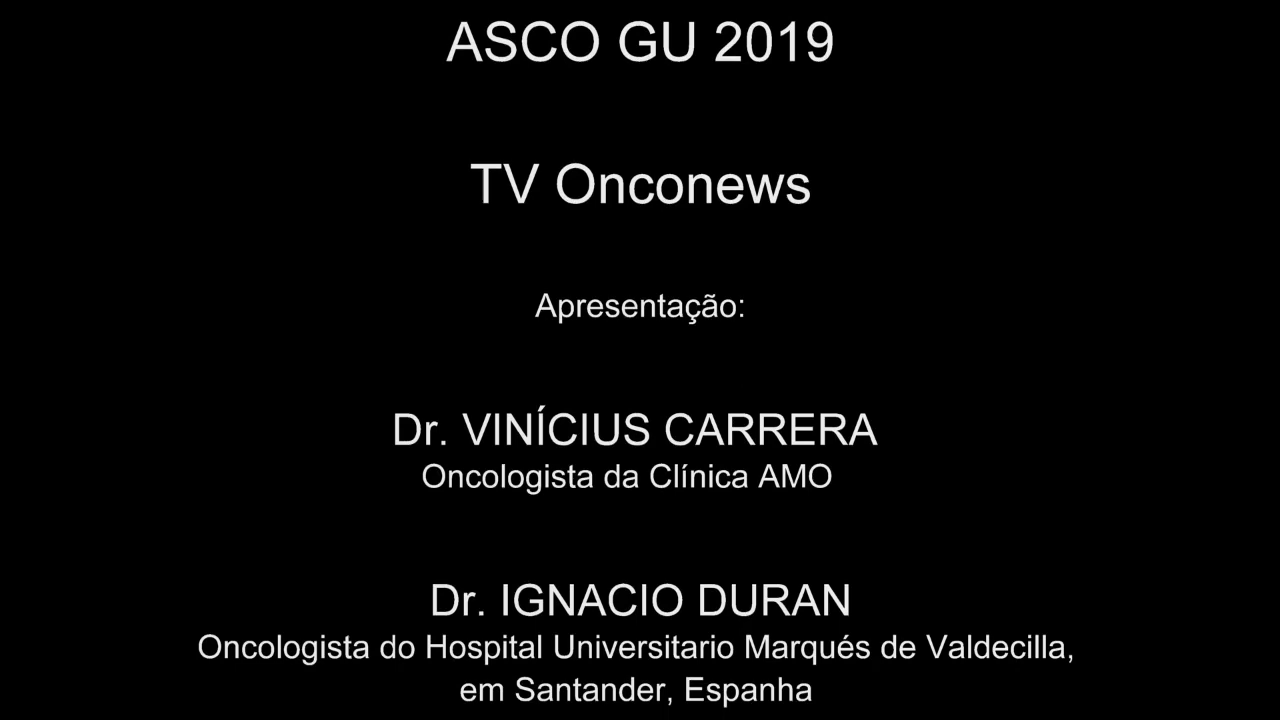 ASCO GU 2019
TV Onconews
Apresentação:
Dr. VINÍCIUS CARRERA
Oncologista da Clínica AMO
Dr. IGNACIO DURAN
Oncologista do Hospital Universitario Marqués de Valdecilla,
em Santander, Espanha